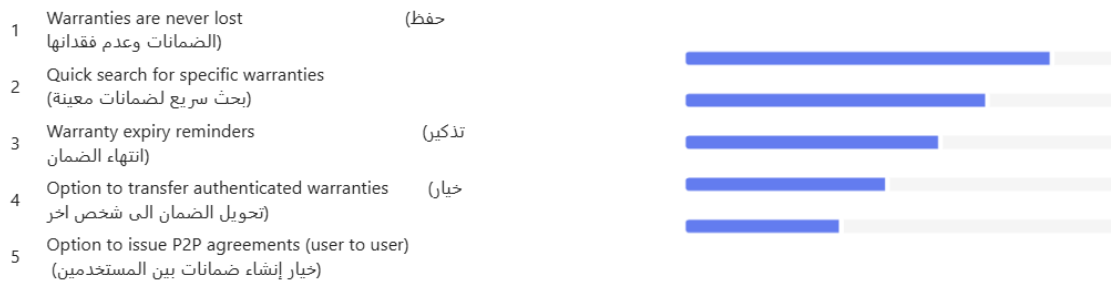 1
Warranties are never lost (حفظ
الضمانات وعدم فقدانها)
2
Quick search for specific warranties
(بحث سريع لضمانات معينة)
3
Warranty expiry reminders (تذكير
انتهاء الضمان)
4
Option to transfer authenticated warranties (خيار
تحويل الضمان الى شخص اخر)
5
Option to issue P2P agreements (user to user)
(خيار إنشاء ضمانات بين المستخدمين)